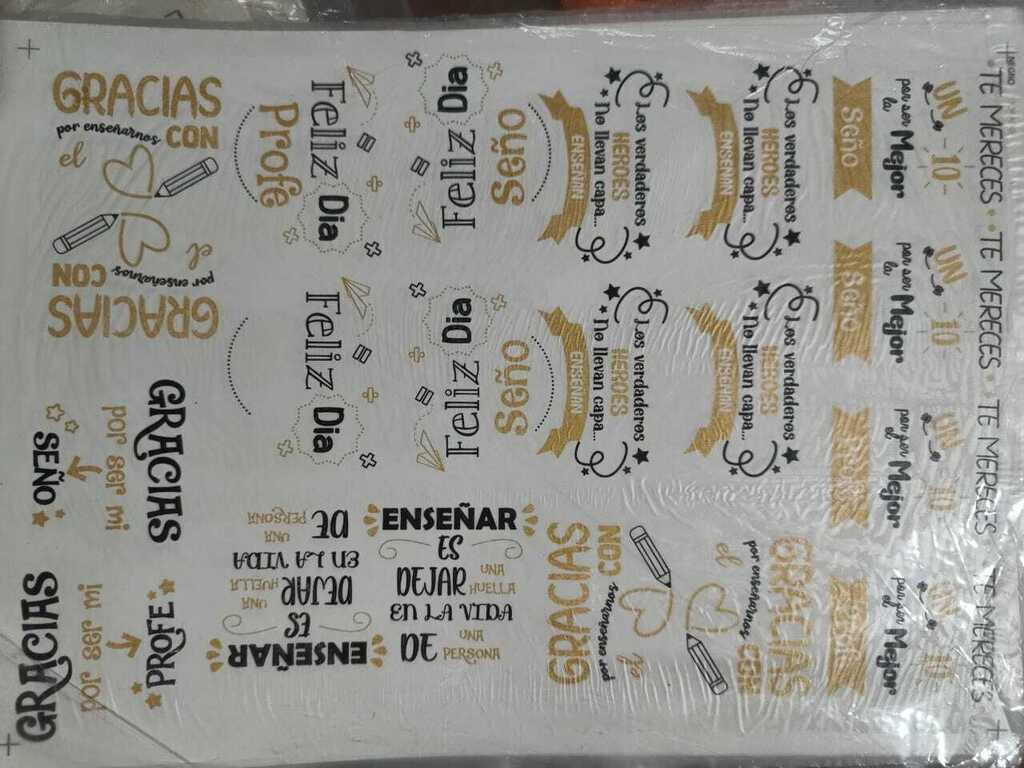 GRACIAS
por enseñarnos CON
el
GRACIAS
por enseñarnos
CON
el
GRACIAS
por ser mi
SEÑO
GRACIAS
por ser mi
PROFE
Feliz
Dia
Profe
Feliz
Dia
Feliz Dia
Seño
Feliz Dia
Seño
ENSEÑAR
ES
DEJAR UNA HUELLA
EN LA VIDA
DE UNA PERSONA
ENSEÑAR
ES
DEJAR UNA HUELLA
EN LA VIDA
DE UNA PERSONA
Los verdaderos
HEROES
No llevan capa...
ENSEÑAN
Los verdaderos
HEROES
No llevan capa...
ENSEÑAN
Los verdaderos
HEROES
No llevan capa...
ENSEÑAN
Los verdaderos
HEROES
No llevan capa...
ENSEÑAN
GRACIAS
por enseñarnos
CON
el
GRACIAS
por enseñarnos
CON
el
TE MERECES
UN 10
por ser la Mejor
Seño
TE MERECES
UN 10
por ser la Mejor
Seño
TE MERECES
UN 10
por ser el Mejor
TE MERECES
UN 10
por ser el Mejor
NEGRO